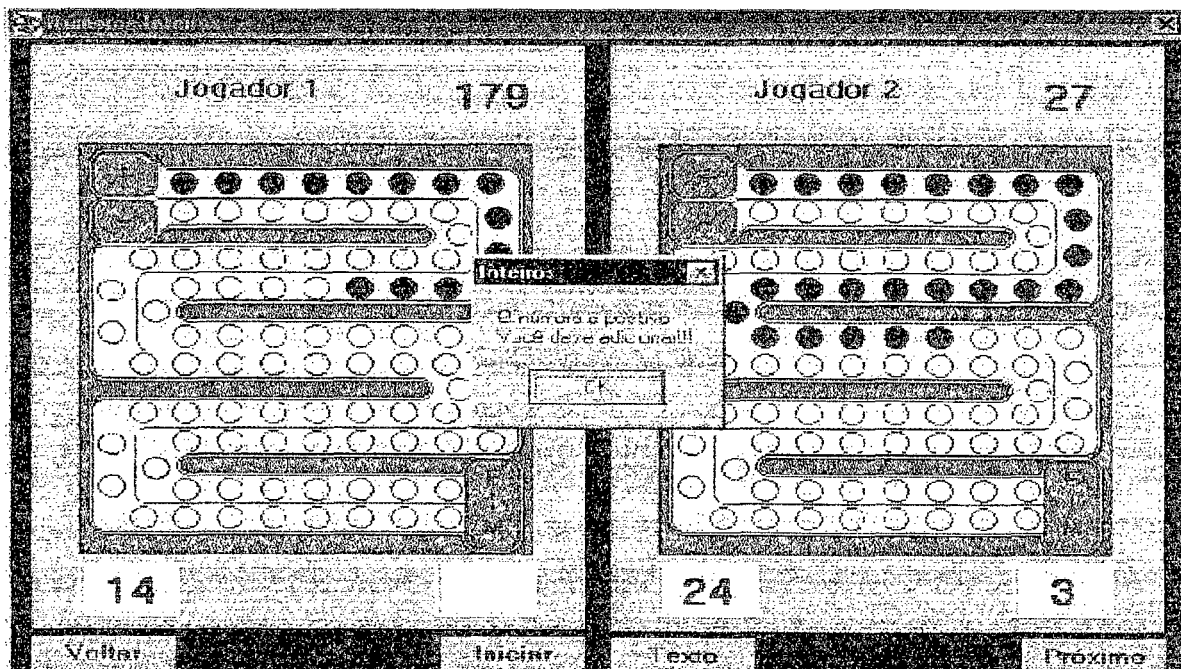 Jogador 1
179
Jogador 2
27
Inteiros
O número é positivo
Você deve adicionar!!!
OK
14
24
3
Voltar
Iniciar
Texto
Próximo